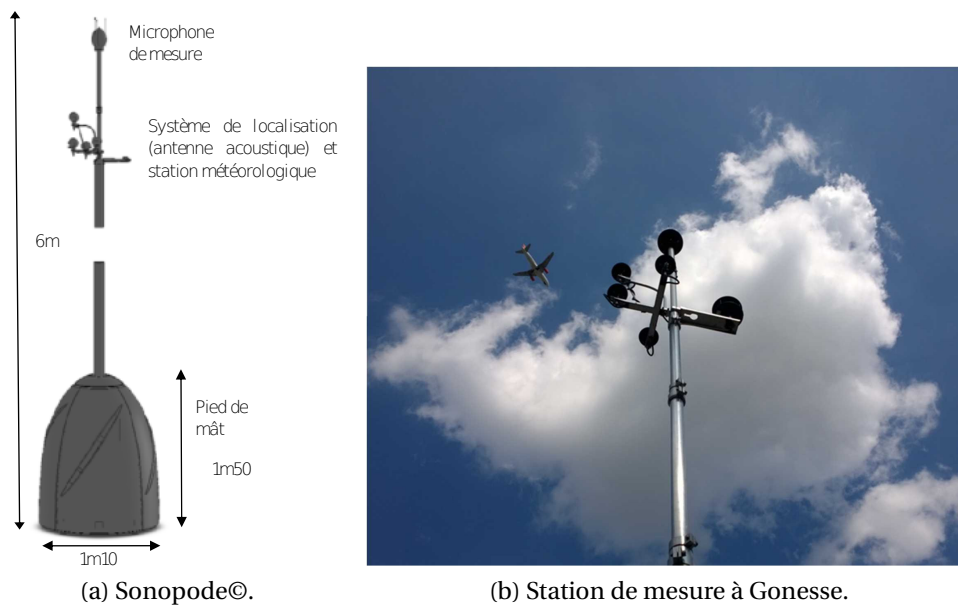 Microphone
de mesure
Système de localisation
(antenne acoustique) et
station météorologique
6m
Pied de
mât
1m50
1m10
(a) Sonopode©.
(b) Station de mesure à Gonesse.